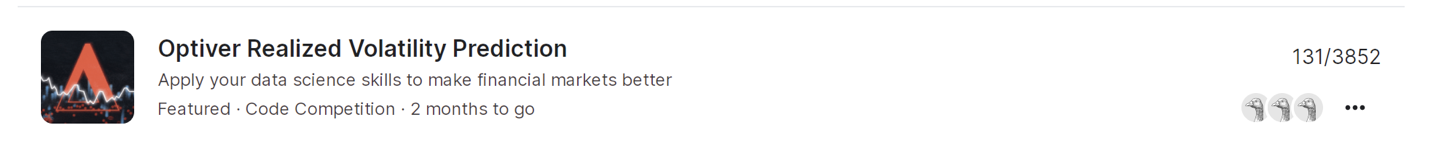 Optiver Realized Volatility Prediction
131/3852
Apply your data science skills to make financial markets better
Featured · Code Competition · 2 months to go